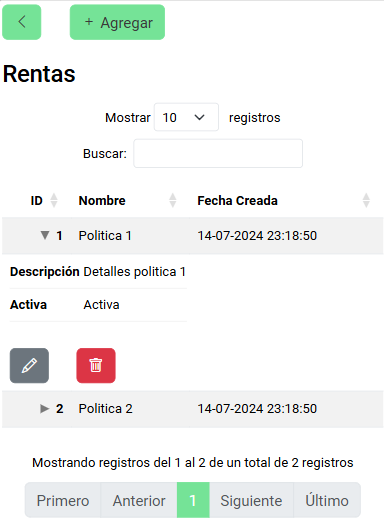 + Agregar
Rentas
Mostrar 10 registros
Buscar:
ID Nombre Fecha Creada
1 Politica 1 14-07-2024 23:18:50
Descripción Detalles politica 1
Activa Activa
2 Politica 2 14-07-2024 23:18:50
Mostrando registros del 1 al 2 de un total de 2 registros
Primero Anterior 1 Siguiente Último